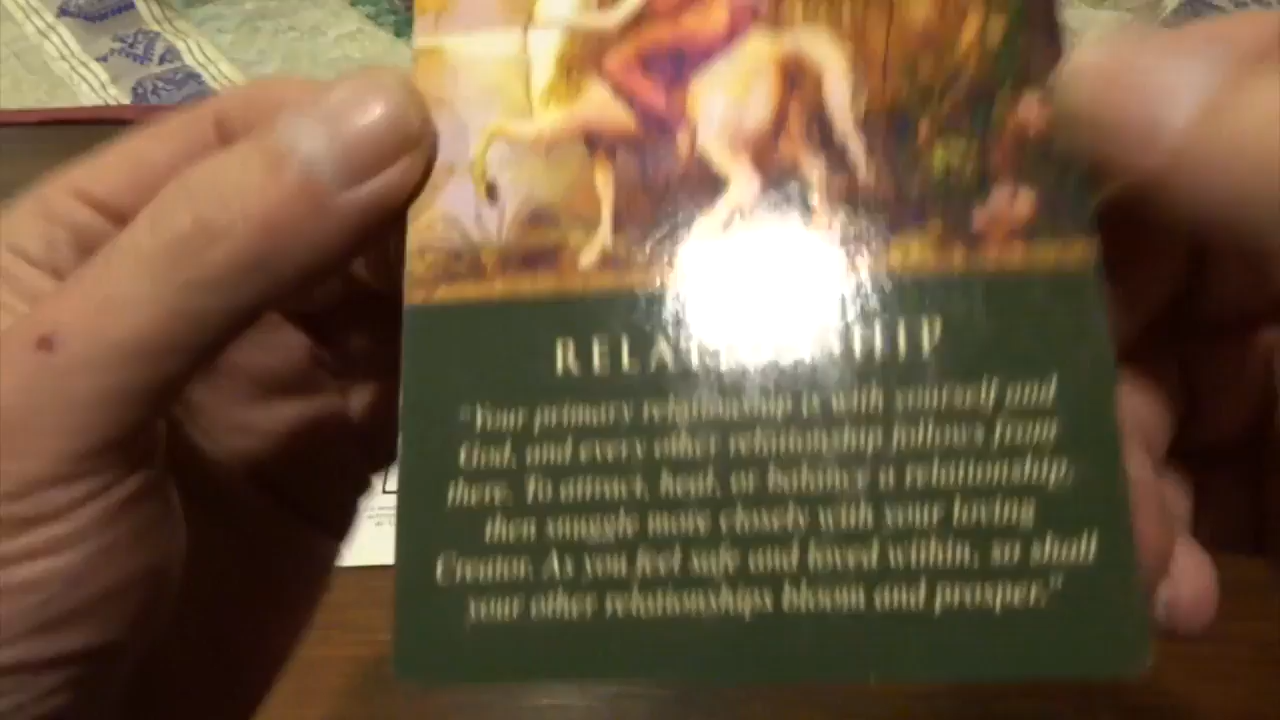 RELATIONSHIP
"Your primary relationship is with yourself and
God, and every other relationship follows from
there. To attract, heal, or balance a relationship,
then snuggle more closely with your loving
Creator. As you feel safe and loved within, so shall
your other relationships bloom and prosper."